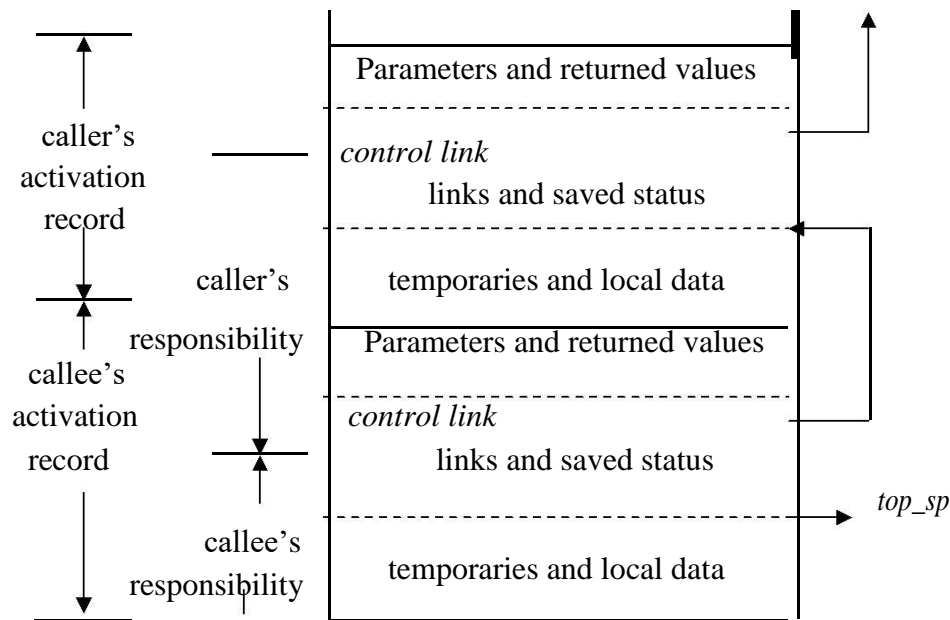 Parameters and returned values
caller's
activation
record
control link
links and saved status
caller's
responsibility
temporaries and local data
Parameters and returned values
callee's
activation
record
control link
links and saved status
top_sp
callee's
responsibility
temporaries and local data